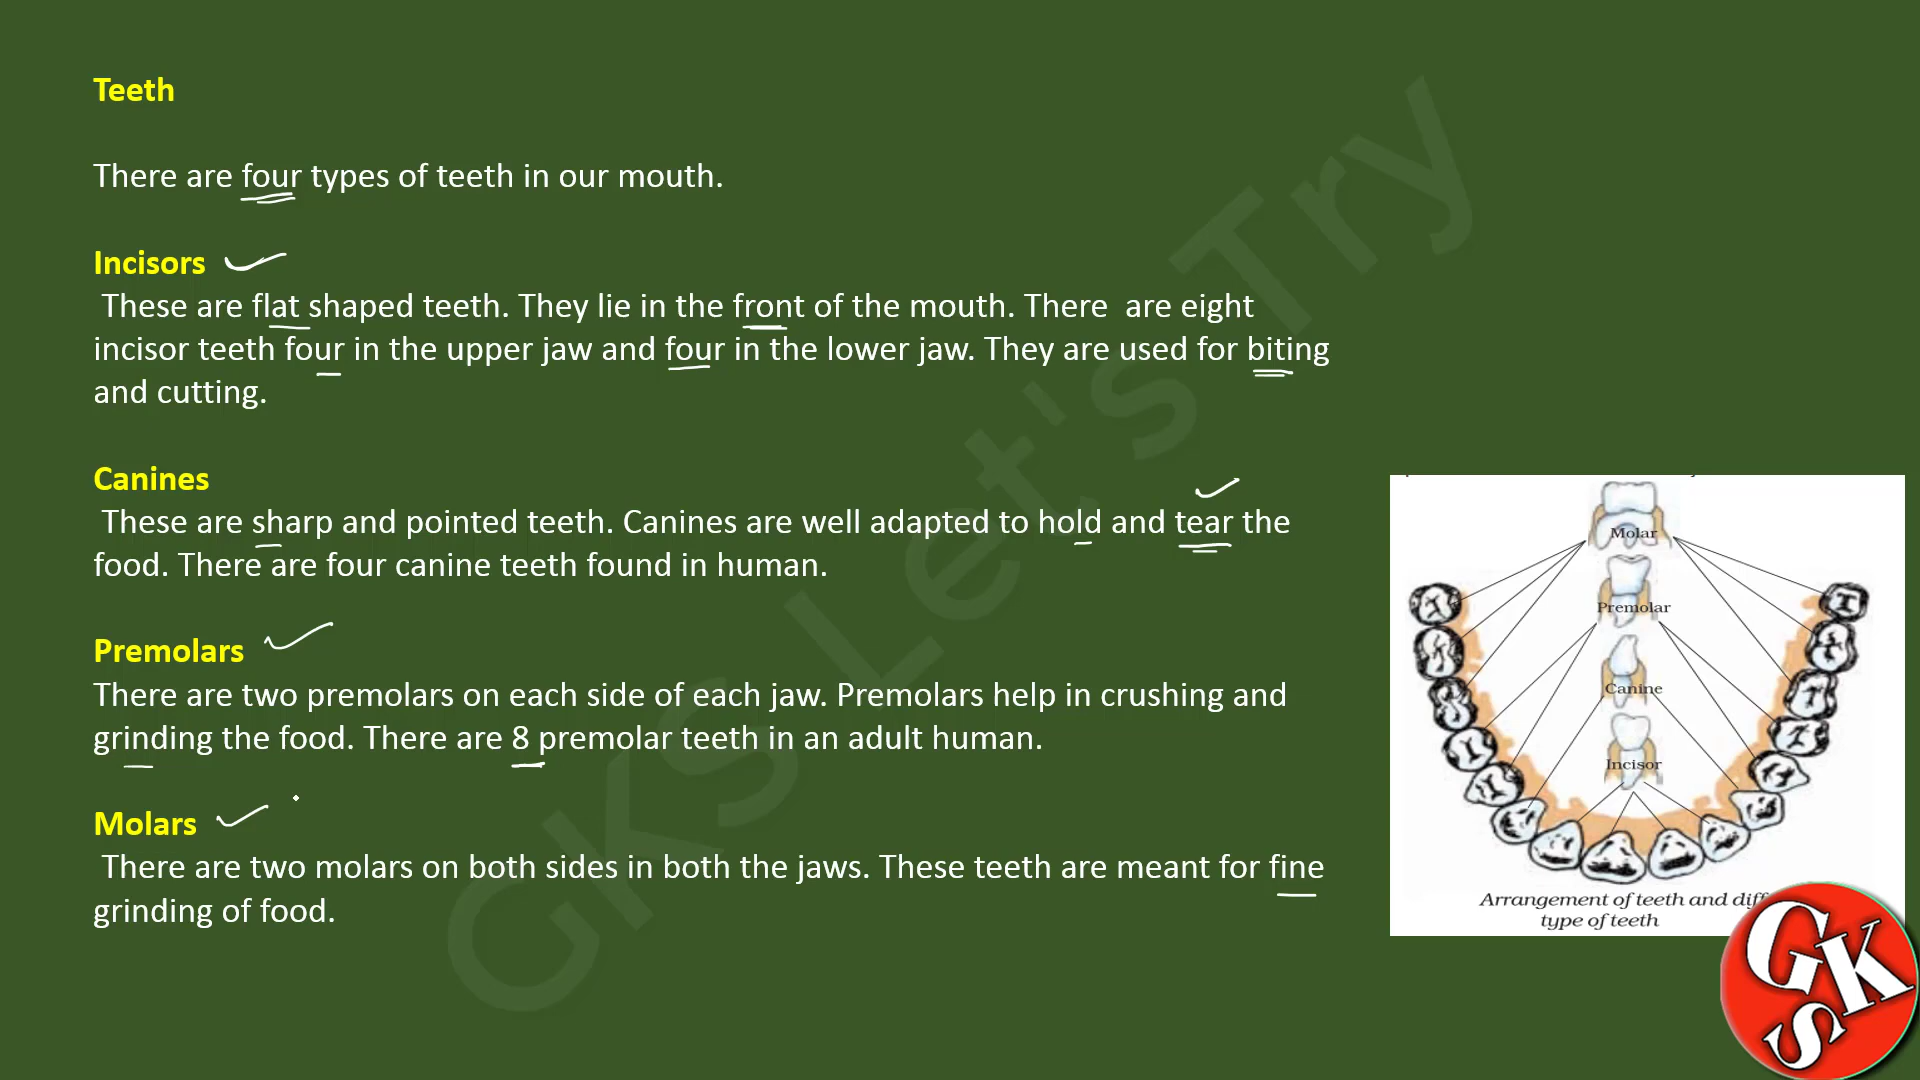 Teeth
There are four types of teeth in our mouth.
Incisors
These are flat shaped teeth. They lie in the front of the mouth. There  are eight
incisor teeth four in the upper jaw and four in the lower jaw. They are used for biting
and cutting.
Canines
These are sharp and pointed teeth. Canines are well adapted to hold and tear the
food. There are four canine teeth found in human.
Premolars
There are two premolars on each side of each jaw. Premolars help in crushing and
grinding the food. There are 8 premolar teeth in an adult human.
Molars
There are two molars on both sides in both the jaws. These teeth are meant for fine
grinding of food.
GKS Let's Try
Molar
Premolar
Canine
Incisor
Arrangement of teeth and diff
type of teeth
GKS